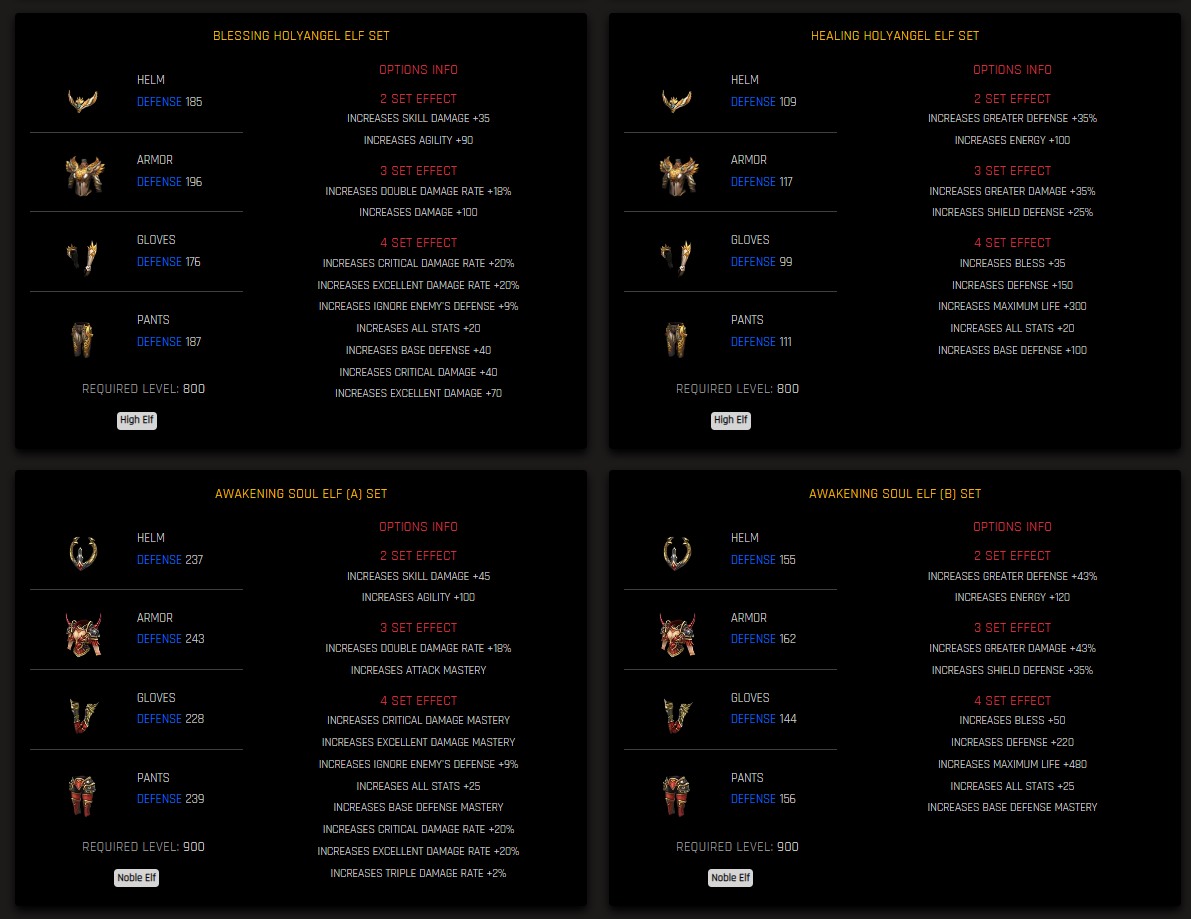 BLESSING HOLYANGEL ELF SET
HELM
DEFENSE 185
ARMOR
DEFENSE 196
GLOVES
DEFENSE 176
PANTS
DEFENSE 187
REQUIRED LEVEL: 800
High Elf
OPTIONS INFO
2 SET EFFECT
INCREASES SKILL DAMAGE +35
INCREASES AGILITY +90
3 SET EFFECT
INCREASES DOUBLE DAMAGE RATE +18%
INCREASES DAMAGE +100
4 SET EFFECT
INCREASES CRITICAL DAMAGE RATE +20%
INCREASES EXCELLENT DAMAGE RATE +20%
INCREASES IGNORE ENEMY'S DEFENSE +9%
INCREASES ALL STATS +20
INCREASES BASE DEFENSE +40
INCREASES CRITICAL DAMAGE +40
INCREASES EXCELLENT DAMAGE +70
HEALING HOLYANGEL ELF SET
HELM
DEFENSE 109
ARMOR
DEFENSE 117
GLOVES
DEFENSE 99
PANTS
DEFENSE 111
REQUIRED LEVEL: 800
High Elf
OPTIONS INFO
2 SET EFFECT
INCREASES GREATER DEFENSE +35%
INCREASES ENERGY +100
3 SET EFFECT
INCREASES GREATER DAMAGE +35%
INCREASES SHIELD DEFENSE +25%
4 SET EFFECT
INCREASES BLESS +35
INCREASES DEFENSE +150
INCREASES MAXIMUM LIFE +300
INCREASES ALL STATS +20
INCREASES BASE DEFENSE +100
AWAKENING SOUL ELF (A) SET
HELM
DEFENSE 237
ARMOR
DEFENSE 243
GLOVES
DEFENSE 228
PANTS
DEFENSE 239
REQUIRED LEVEL: 900
Noble Elf
OPTIONS INFO
2 SET EFFECT
INCREASES SKILL DAMAGE +45
INCREASES AGILITY +100
3 SET EFFECT
INCREASES DOUBLE DAMAGE RATE +18%
INCREASES ATTACK MASTERY
4 SET EFFECT
INCREASES CRITICAL DAMAGE MASTERY
INCREASES EXCELLENT DAMAGE MASTERY
INCREASES IGNORE ENEMY'S DEFENSE +9%
INCREASES ALL STATS +25
INCREASES BASE DEFENSE MASTERY
INCREASES CRITICAL DAMAGE RATE +20%
INCREASES EXCELLENT DAMAGE RATE +20%
INCREASES TRIPLE DAMAGE RATE +2%
AWAKENING SOUL ELF (B) SET
HELM
DEFENSE 155
ARMOR
DEFENSE 162
GLOVES
DEFENSE 144
PANTS
DEFENSE 156
REQUIRED LEVEL: 900
Noble Elf
OPTIONS INFO
2 SET EFFECT
INCREASES GREATER DEFENSE +43%
INCREASES ENERGY +120
3 SET EFFECT
INCREASES GREATER DAMAGE +43%
INCREASES SHIELD DEFENSE +35%
4 SET EFFECT
INCREASES BLESS +50
INCREASES DEFENSE +220
INCREASES MAXIMUM LIFE +480
INCREASES ALL STATS +25
INCREASES BASE DEFENSE MASTERY